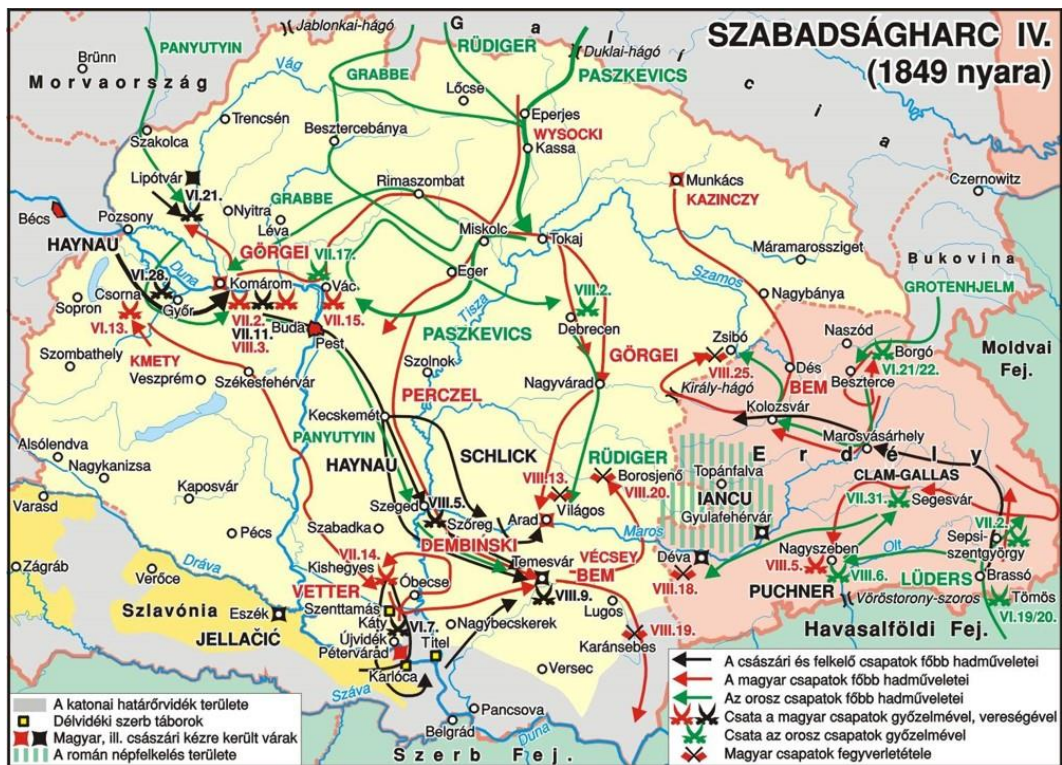 SZABADSÁGHARC IV.
(1849 nyara)
G a l í c i a
Jablonkai-hágó
Duklai-hágó
PANYUTYIN
GRABBE
RÜDIGER
PASZKEVICS
Brünn
Morvaország
Vág
Lőcse
Eperjes
WYSOCKI
Kassa
Trencsén
Besztercebánya
Szakolca
Lipótvár
VI.21.
Nyitra
Léva
GRABBE
Rimaszombat
Munkács
KAZINCZY
Czernowitz
Bécs
Pozsony
HAYNAU
Duna
GÖRGEI
VII.17.
Miskolc
Tokaj
Máramarossziget
Bukovina
Eger
Szamos
GROTENHJELM
VI.28.
Komárom
Vác
Csorna
Győr
Sopron
VI.13.
VII.2.
VII.11.
VIII.3.
VII.15.
Buda
Pest
Tisza
VIII.2.
Debrecen
PASZKEVICS
Nagybánya
Naszód
Borgó
VI.21/22.
Beszterce
Moldvai
Fej.
Zsibó
GÖRGEI
VIII.25.
Dés
BEM
Király-hágó
KMETY
Szombathely
Veszprém
Székesfehérvár
Szolnok
Nagyvárad
PERCZEL
Kolozsvár
Marosvásárhely
Kecskemét
PANYUTYIN
HAYNAU
SCHLICK
RÜDIGER
Borosjenő
VIII.13.
VIII.20.
Világos
Topánfalva
IANCU
Gyulafehérvár
E r d é l y
CLAM-GALLAS
VII.31.
Segesvár
Alsólendva
Nagykanizsa
Kaposvár
Varasd
Pécs
Szabadka
Szeged
VIII.5.
Szőreg
Arad
Maros
DEMBIŃSKI
Temesvár
VÉCSEY
BEM
Déva
VIII.18.
Nagyszeben
VIII.5.
VIII.6.
Olt
VII.2.
Sepsi-
szentgyörgy
PUCHNER
LÜDERS
Brassó
Tömös
VI.19/20.
Vöröstorony-szoros
Havasalföldi Fej.
Zágráb
Dráva
Verőce
Szlavónia
Eszék
JELLAČIĆ
VII.14.
Kishegyes
VETTER
Óbecse
Szenttamás
Káty
VI.7.
Újvidék
Titel
Pétervárad
Karlóca
VIII.9.
Lugos
Nagybecskerek
VIII.19.
Karánsebes
Versec
Száva
Pancsova
Belgrád
Duna
Szerb Fej.
A katonai határőrvidék területe
Délvidéki szerb táborok
Magyar, ill. császári kézre került várak
A román népfelkelés területe
A császári és felkelő csapatok főbb hadműveletei
A magyar csapatok főbb hadműveletei
Az orosz csapatok főbb hadműveletei
Csata a magyar csapatok győzelmével, vereségével
Csata az orosz csapatok győzelmével
Magyar csapatok fegyverletétele